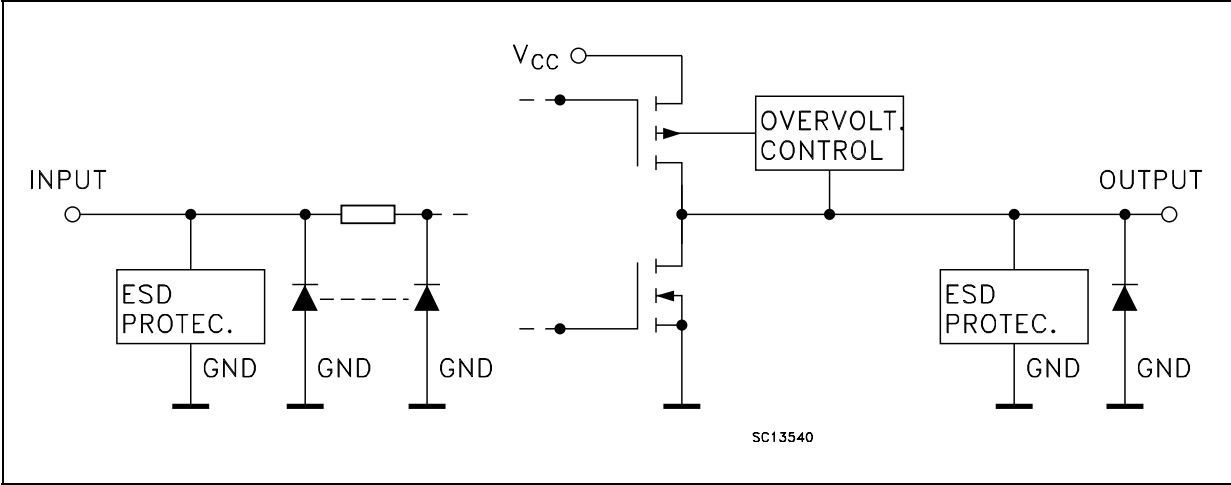 VCC
OVERVOLT.
CONTROL
INPUT
OUTPUT
ESD
PROTEC.
GND
GND
GND
ESD
PROTEC.
GND
GND
SC13540